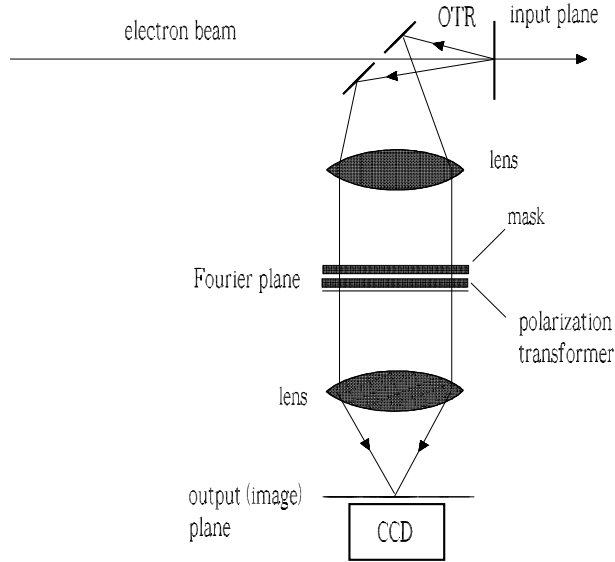 OTR
input plane
electron beam
lens
mask
Fourier plane
polarization
transformer
lens
output (image)
plane
CCD